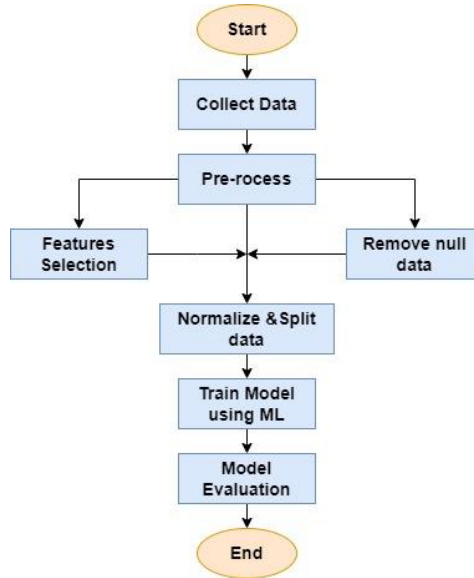 Start
Collect Data
Pre-rocess
Features
Selection
Remove null
data
Normalize &Split
data
Train Model
using ML
Model
Evaluation
End